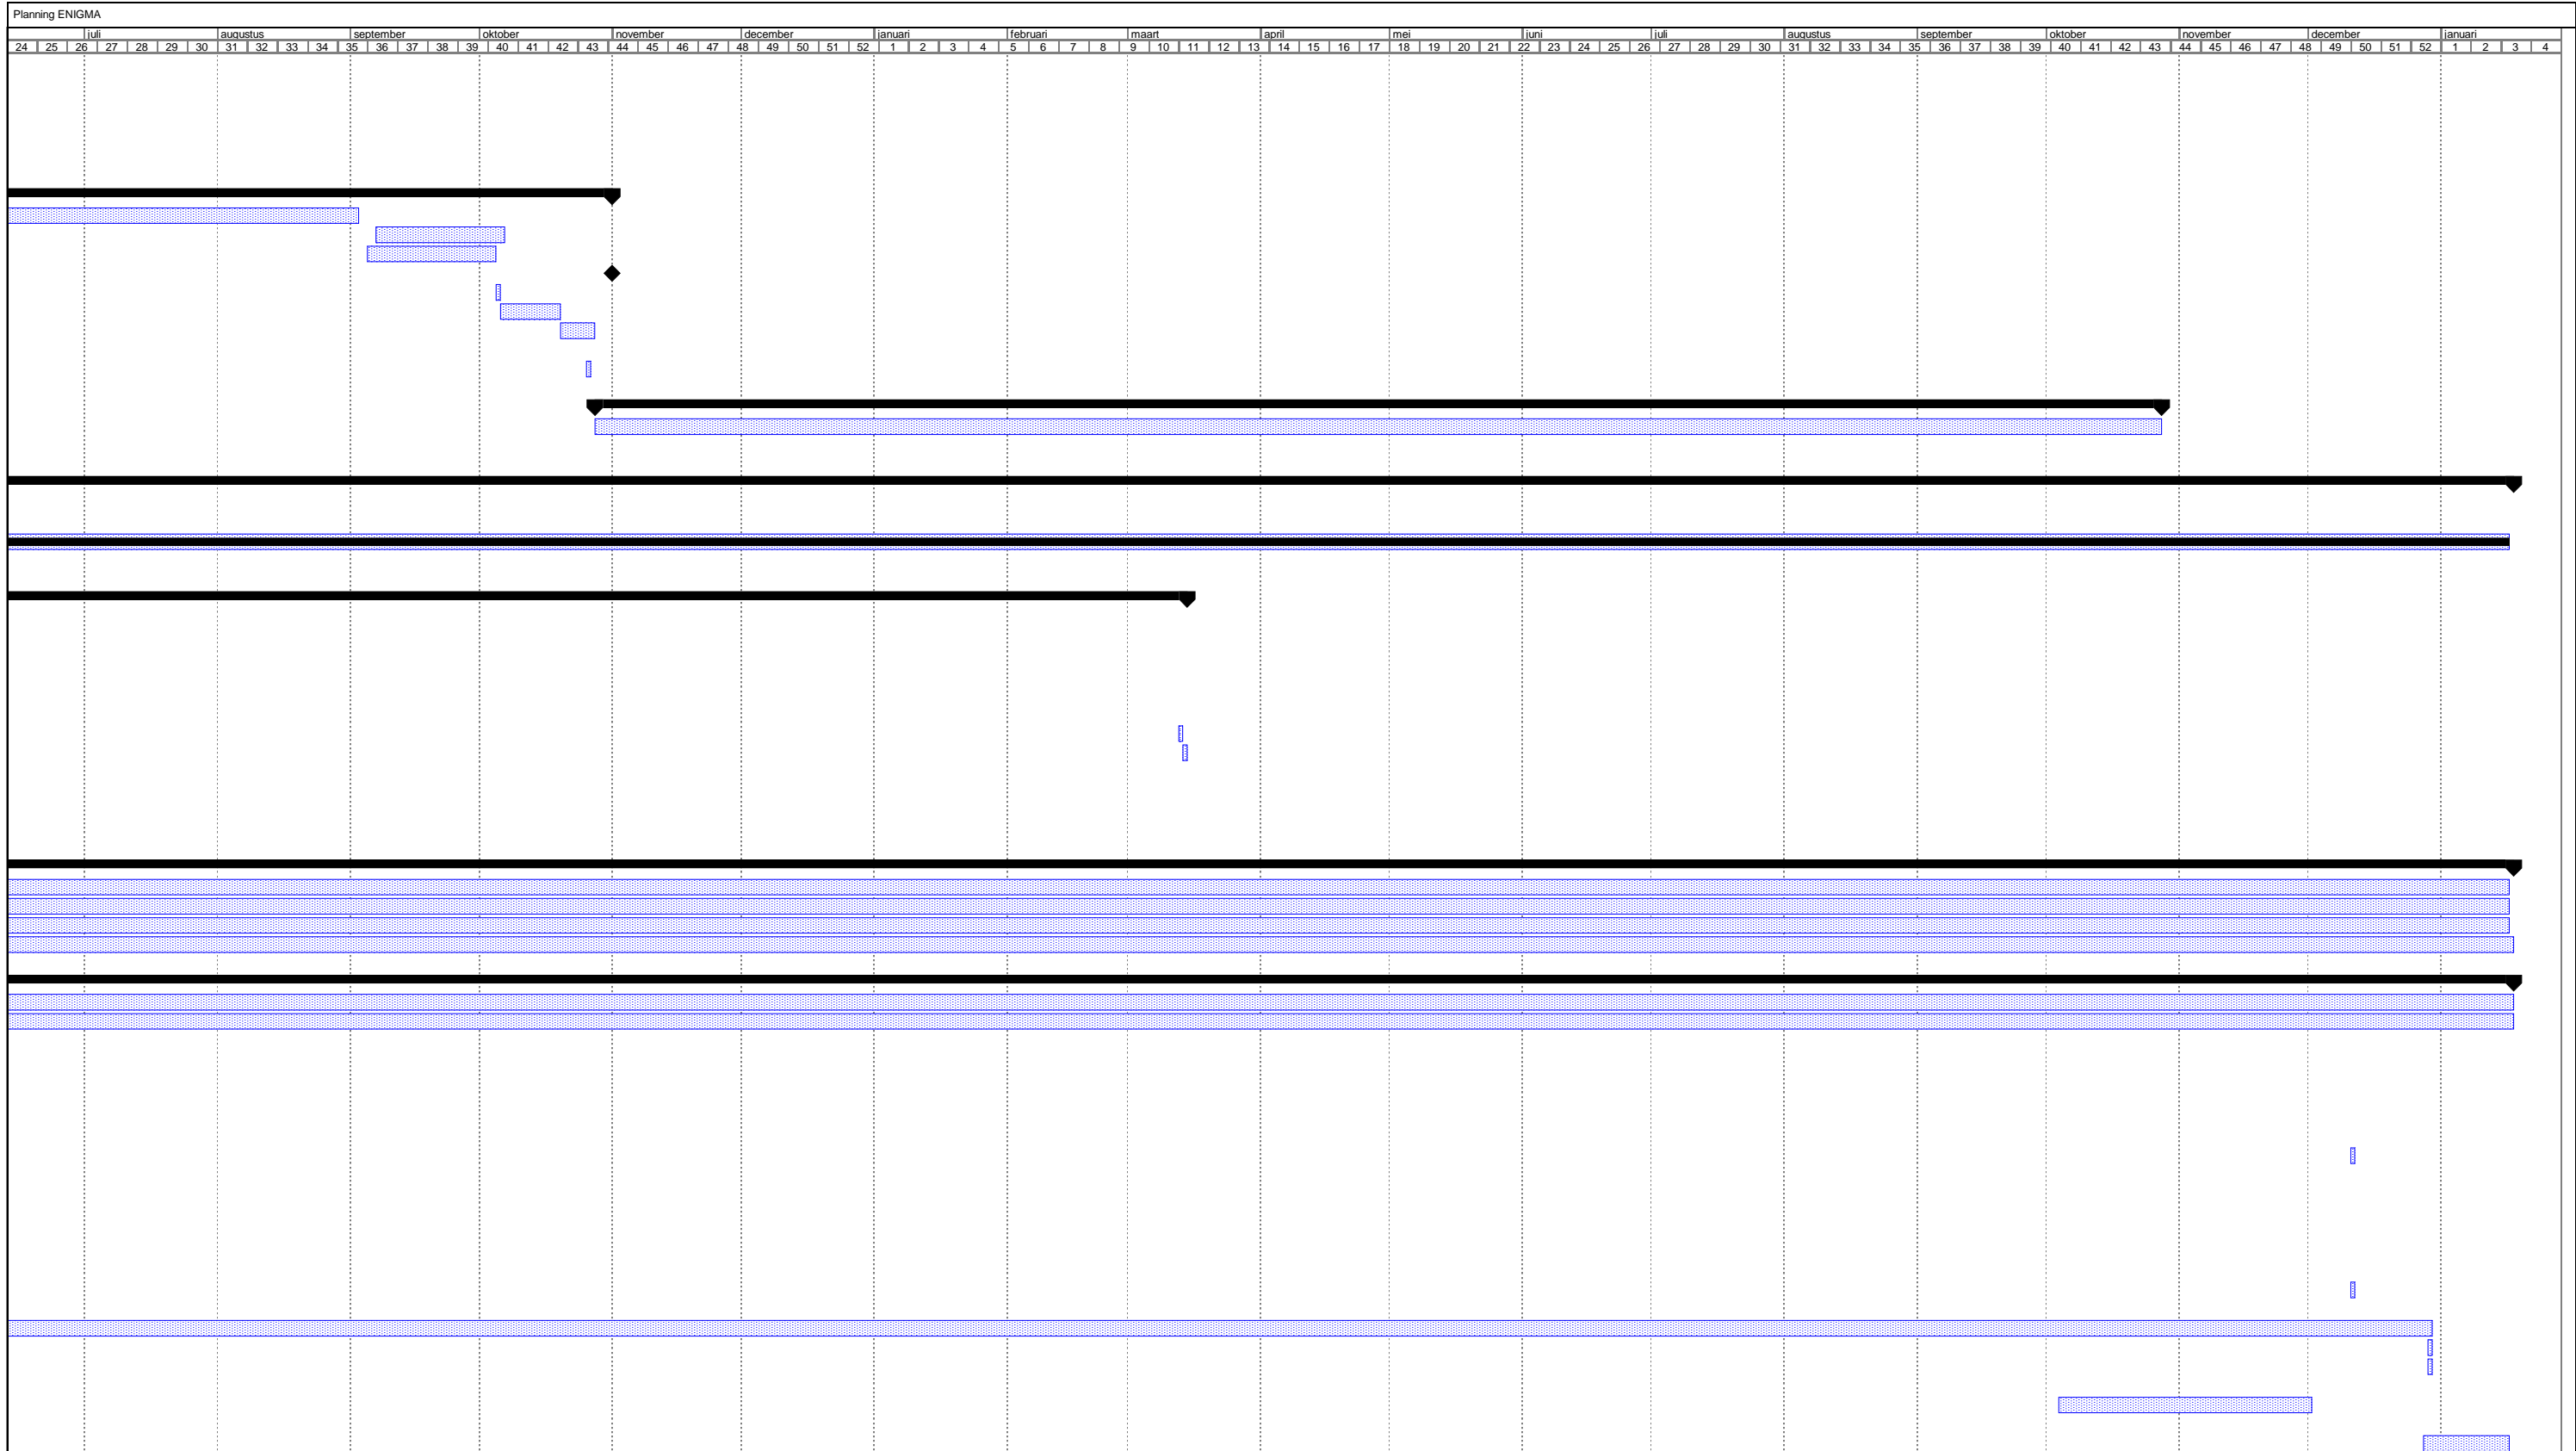 Planning ENIGMA
juli augustus september oktober november december januari februari maart april mei juni juli augustus september oktober november december januari
24 25 26 27 28 29 30 31 32 33 34 35 36 37 38 39 40 41 42 43 44 45 46 47 48 49 50 51 52 1 2 3 4 5 6 7 8 9 10 11 12 13 14 15 16 17 18 19 20 21 22 23 24 25 26 27 28 29 30 31 32 33 34 35 36 37 38 39 40 41 42 43 44 45 46 47 48 49 50 51 52 1 2 3 4